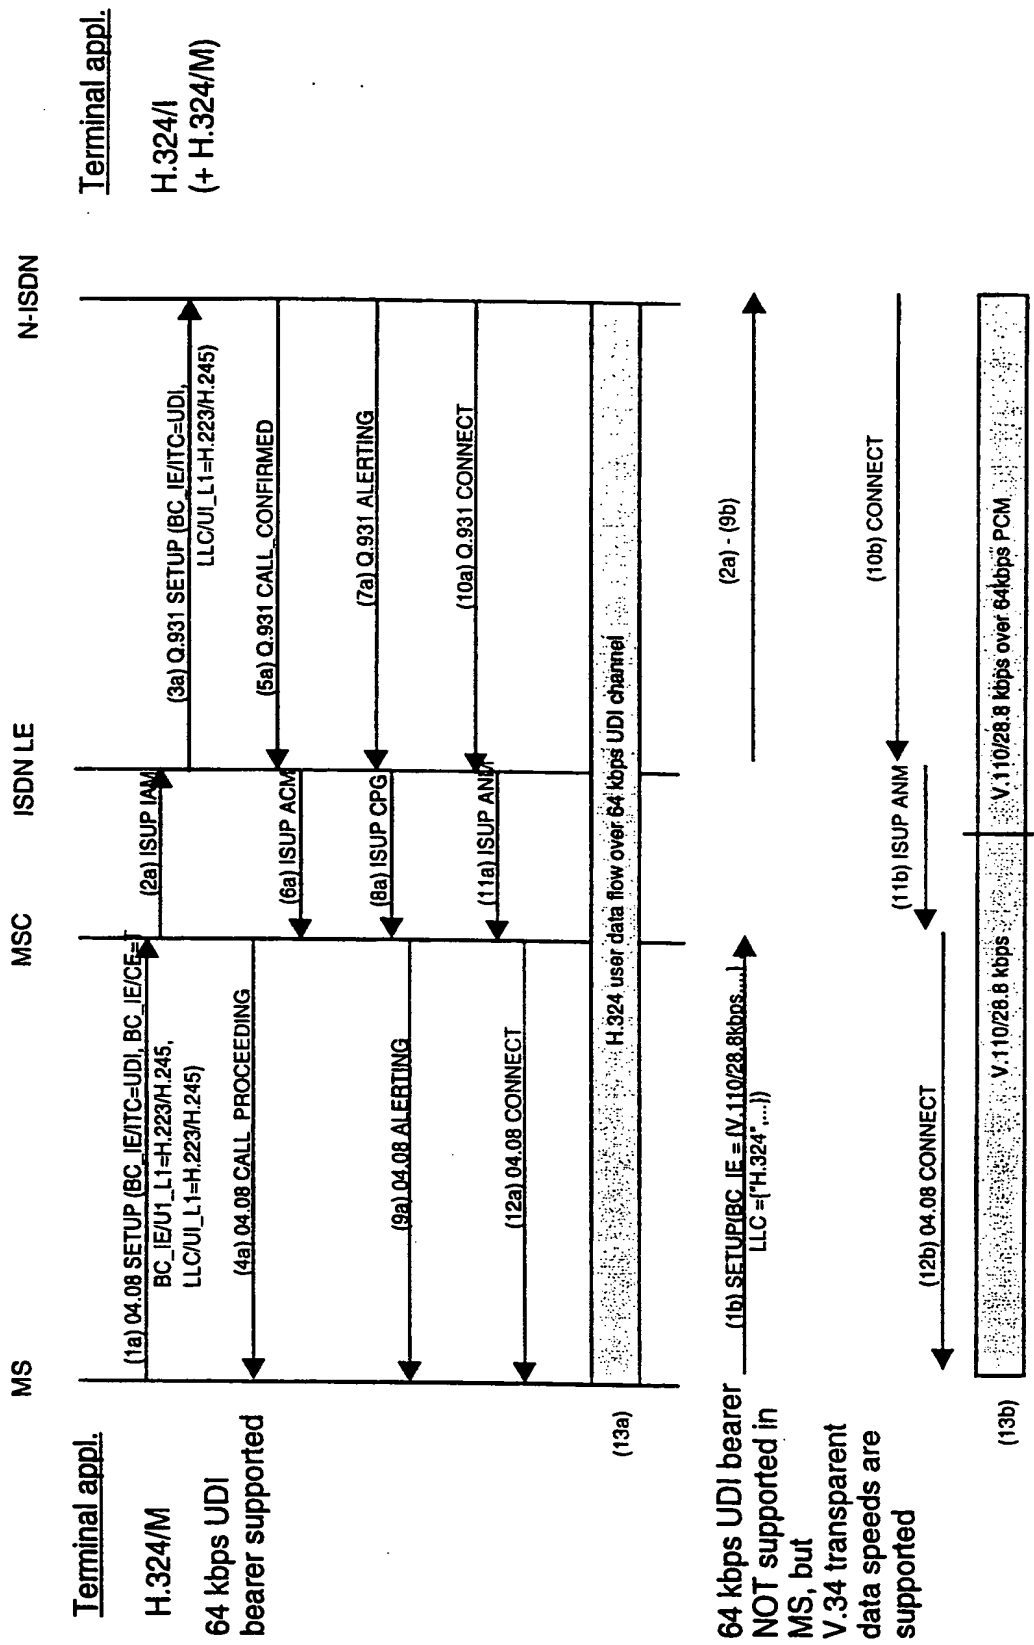 MS
MSC
ISDN LE
N-ISDN
Terminal appl.
H.324/M
64 kbps UDI
bearer supported
Terminal appl.
H.324/I
(+ H.324/M)
(1a) 04.08 SETUP (BC_IE/ITC=UDI, BC_IE/CE=
BC_IE/U1_L1=H.223/H.245,
LLC/UI_L1=H.223/H.245)
(2a) ISUP IAM
(3a) Q.931 SETUP (BC_IE/ITC=UDI,
LLC/UI_L1=H.223/H.245)
(4a) 04.08 CALL_PROCEEDING
(5a) Q.931 CALL_CONFIRMED
(6a) ISUP ACM
(7a) Q.931 ALERTING
(8a) ISUP CPG
(9a) 04.08 ALERTING
(10a) Q.931 CONNECT
(11a) ISUP ANM
(12a) 04.08 CONNECT
(13a)
H.324 user data flow over 64 kbps UDI channel
64 kbps UDI bearer
NOT supported in
MS, but
V.34 transparent
data speeds are
supported
(1b) SETUP(BC_IE = {V.110/28.8kbps,...}
LLC ={"H.324",...})
(2a) - (9b)
(10b) CONNECT
(11b) ISUP ANM
(12b) 04.08 CONNECT
(13b)
V.110/28.8 kbps
V.110/28.8 kbps over 64kbps PCM